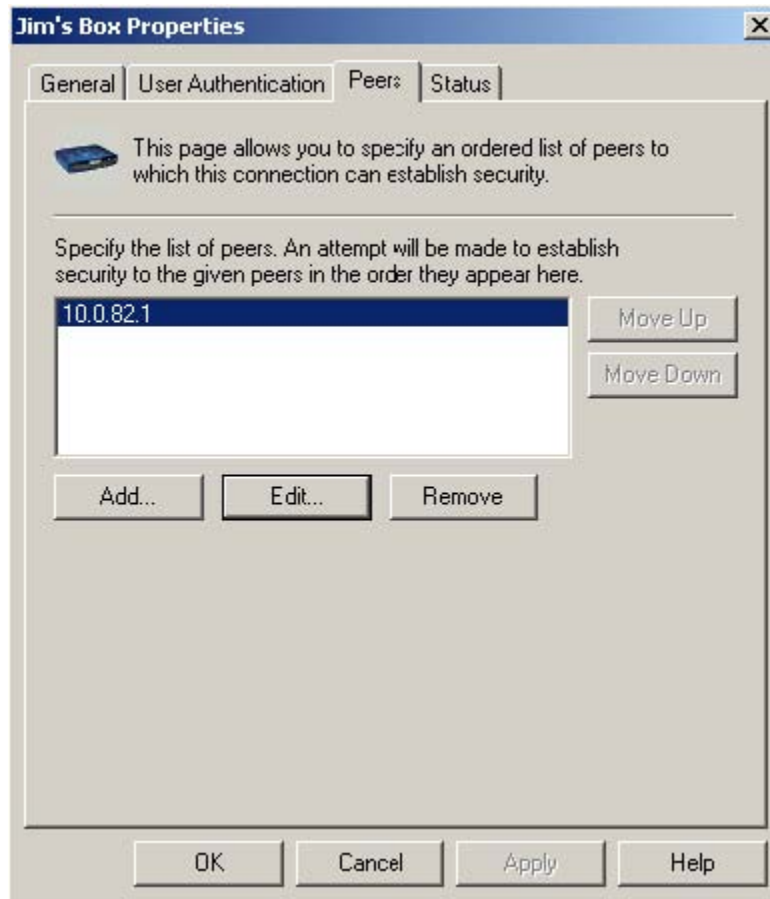 Jim's Box Properties
General
User Authentication
Peers
Status
This page allows you to specify an ordered list of peers to
which this connection can establish security.
Specify the list of peers. An attempt will be made to establish
security to the given peers in the order they appear here.
10.0.82.1
Move Up
Move Down
Add...
Edit...
Remove
OK
Cancel
Apply
Help